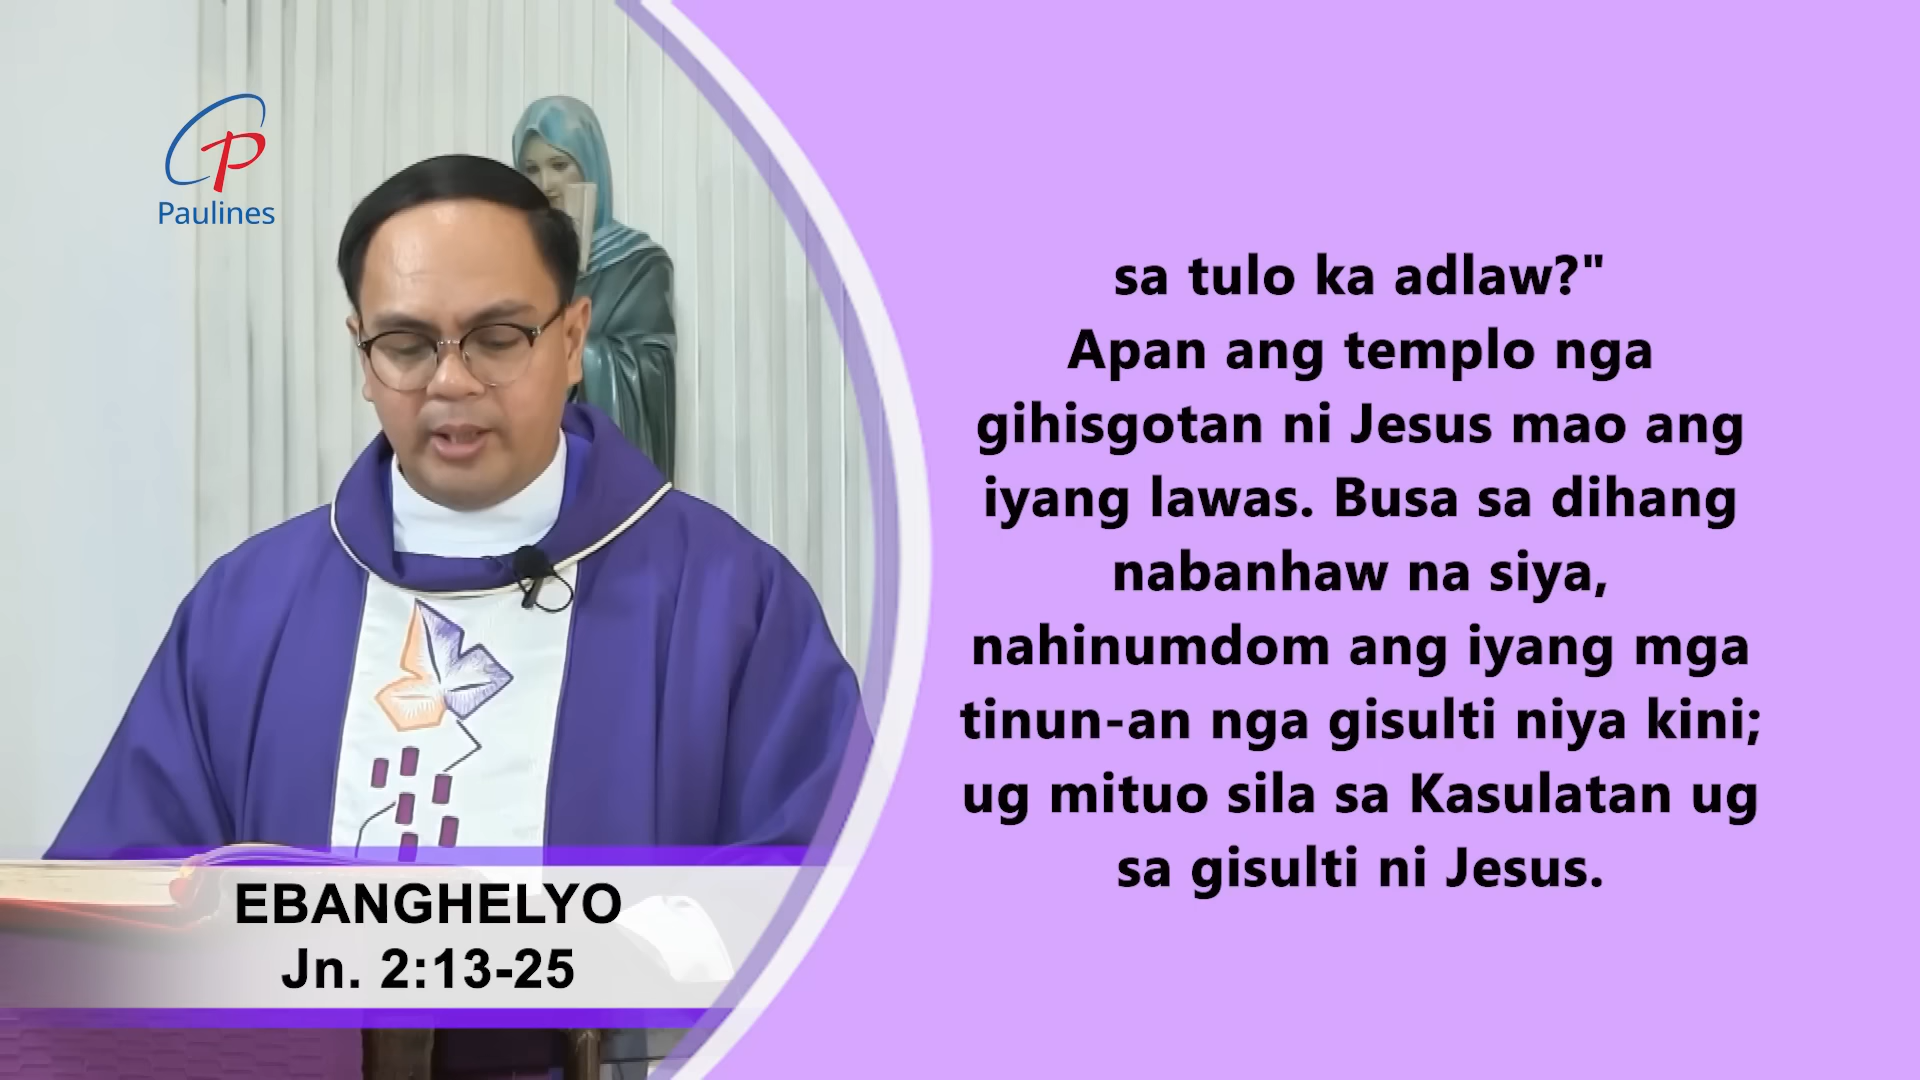 CP
Paulines
sa tulo ka adlaw?"
Apan ang templo nga
gihisgotan ni Jesus mao ang
iyang lawas. Busa sa dihang
nabanhaw na siya,
nahinumdom ang iyang mga
tinun-an nga gisulti niya kini;
ug mituo sila sa Kasulatan ug
sa gisulti ni Jesus.
EBANGHELYO
Jn. 2:13-25